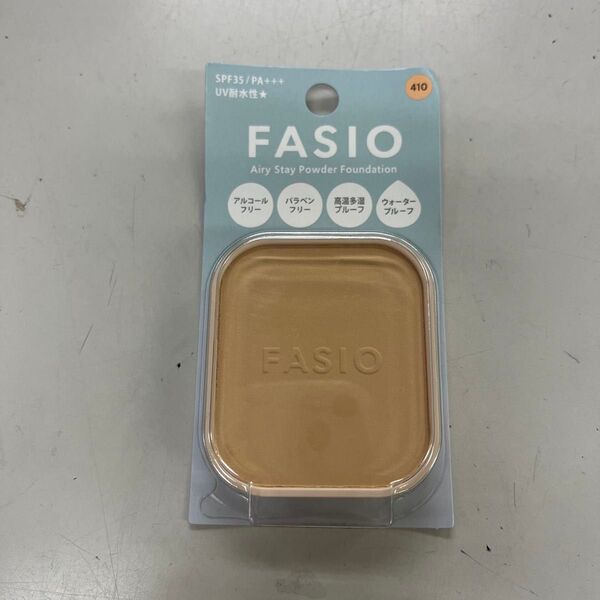 SPF35/PA+++
UV耐水性★
410
FASIO
Airy Stay Powder Foundation
アルコール
フリー
パラベン
フリー
高温多湿
プルーフ
ウォーター
プルーフ
FASIO